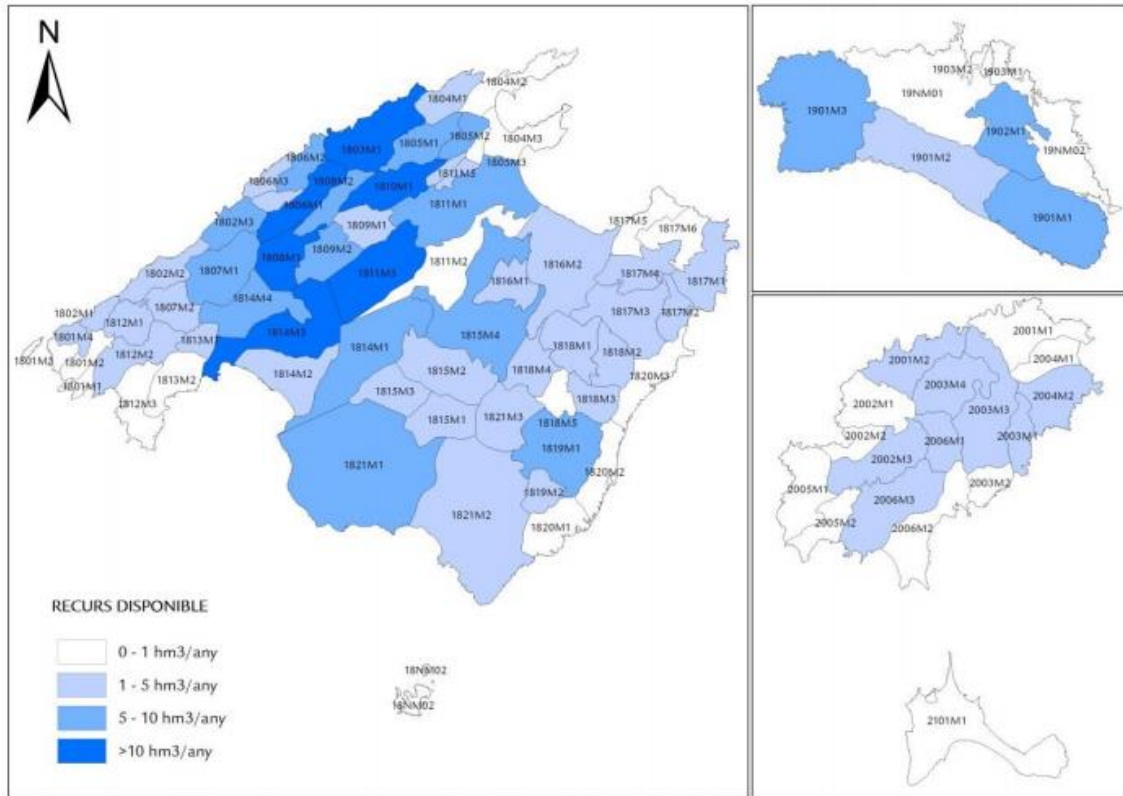 N
1804M2
1804M1
1803M1
1805M1
1805M2
1804M3
1806M2
1805M3
1806M3
1808M2
1810M1
1811M5
1806M1
1811M1
1802M3
1809M1
1817M5
1817M6
1808M1
1809M2
1811M2
1816M2
1802M2
1807M1
1811M3
1816M1
1817M4
1817M1
1814M4
1802M1
1807M2
1817M3
1817M2
1812M1
1801M4
1813M1
1814M3
1815M4
1814M1
1818M1
1818M2
1801M3
1801M2
1812M2
1814M2
1815M2
1818M4
1820M3
1801M1
1813M2
1815M3
1818M3
1812M3
1815M1
1821M3
1818M5
1819M1
1821M1
1820M2
1819M2
1821M2
1820M1
RECURS DISPONIBLE
0 - 1 hm3/any
1 - 5 hm3/any
5 - 10 hm3/any
>10 hm3/any
18NM02
18NM02
1903M2
1903M1
19NM01
1901M3
1902M1
1901M2
19NM02
1901M1
2001M1
2001M2
2004M1
2003M4
2004M2
2002M1
2003M3
2002M2
2006M1
2003M1
2002M3
2005M1
2003M2
2006M3
2005M2
2006M2
2101M1